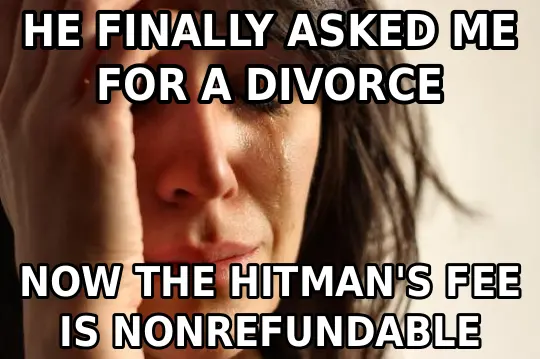 HE FINALLY ASKED ME
FOR A DIVORCE
NOW THE HITMAN'S FEE
IS NONREFUNDABLE